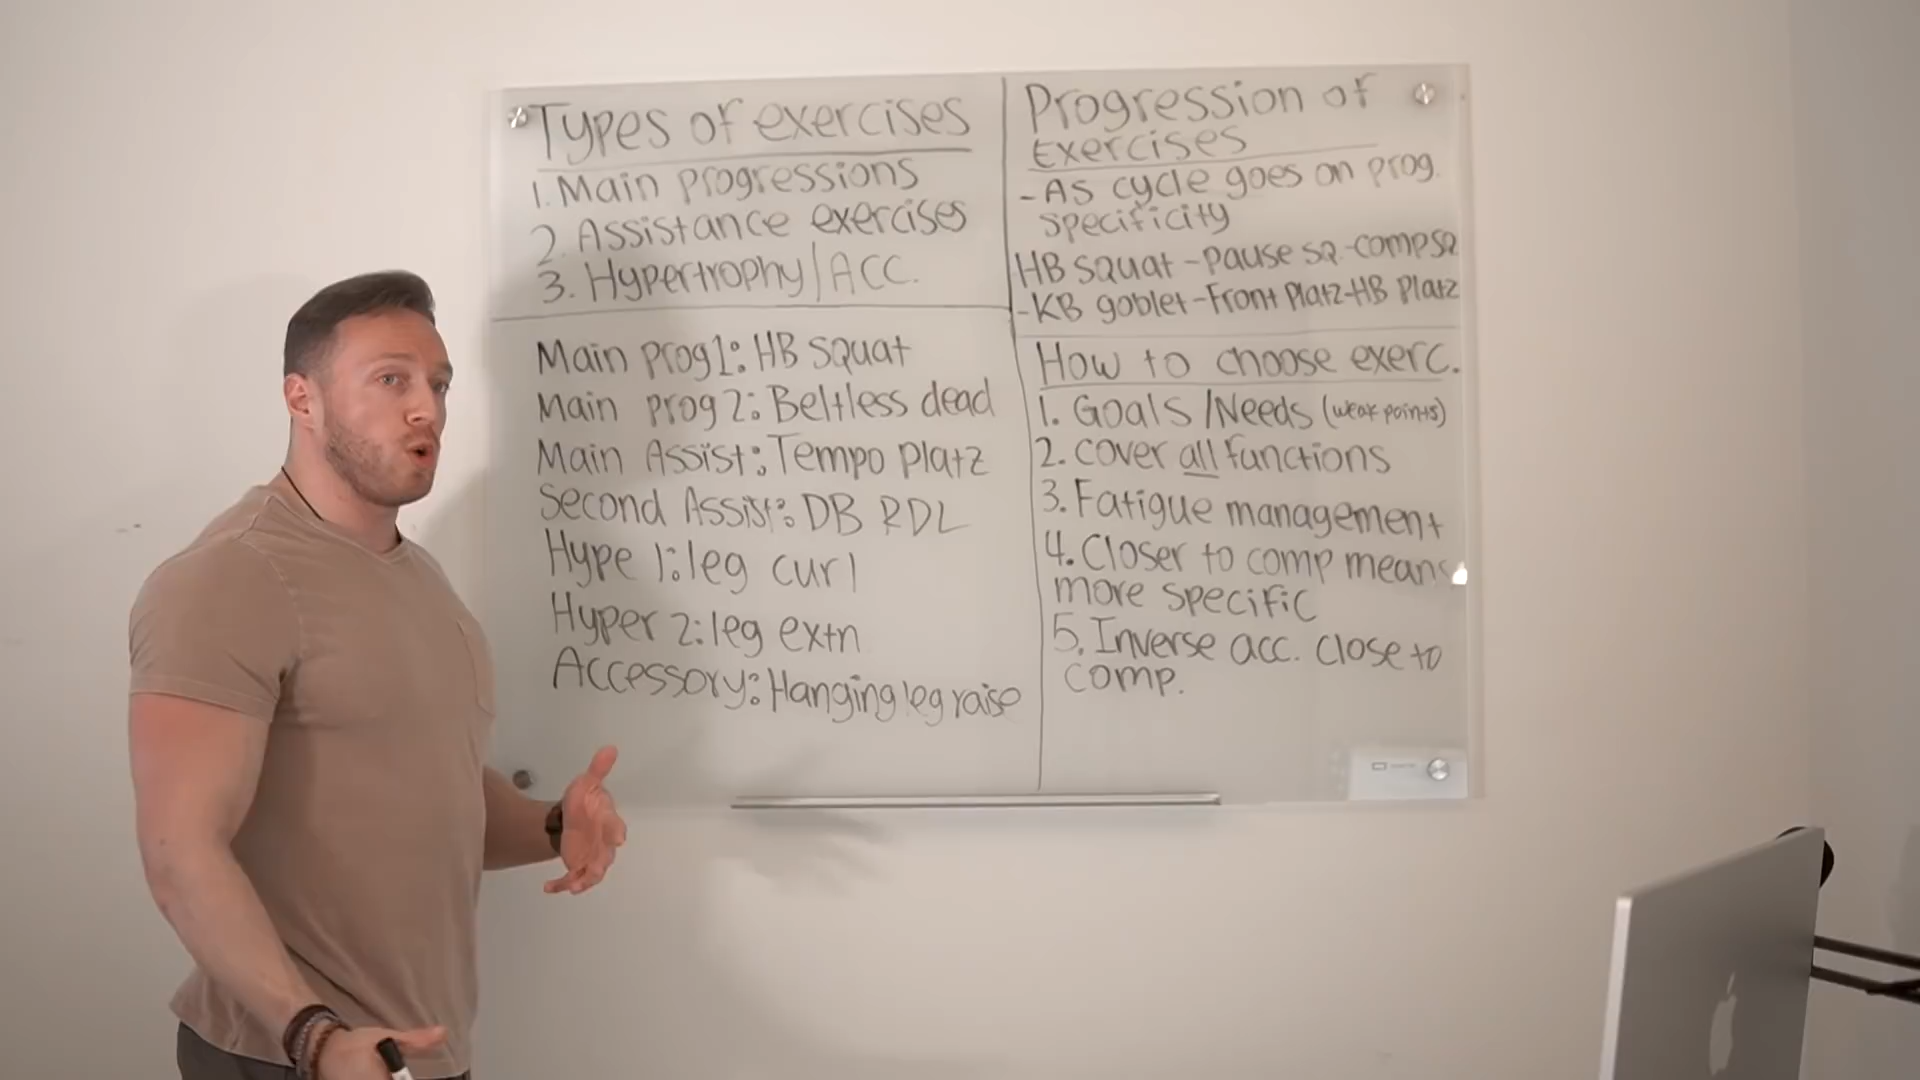 Types of exercises
1. Main progressions
2. Assistance exercises
3. Hypertrophy/ACC.
Main prog1: HB squat
Main prog 2: Beltless dead
Main Assist: Tempo platz
Second Assist: DB RDL
Hype 1: leg curl
Hyper 2: leg extn
Accessory: Hanging leg raise
Progression of
Exercises
- As cycle goes on prog.
specificity
HB squat - pause sq - comp sq
- KB goblet - Front Platz - HB Platz
How to choose exerc.
1. Goals/Needs (weak points)
2. cover all functions
3. Fatigue management
4. Closer to comp means
more specific
5. Inverse acc. close to
comp.